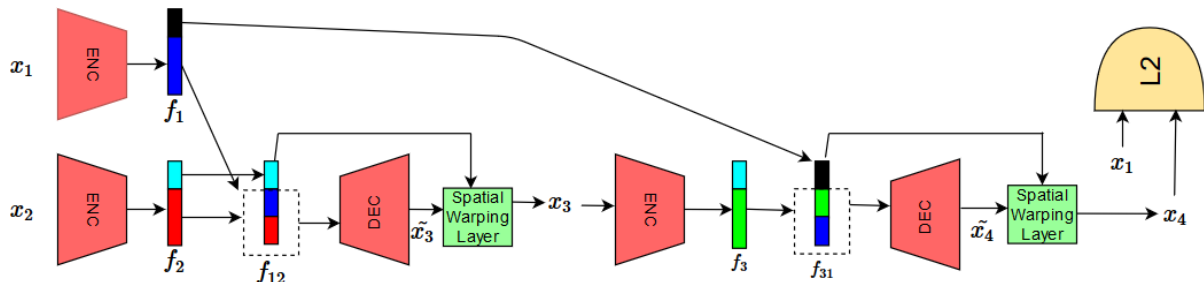 x₁
ENC
f₁
x₂
ENC
f₂
f₁₂
DEC
x̃₃
Spatial
Warping
Layer
x₃
ENC
f₃
f₃₁
DEC
x̃₄
Spatial
Warping
Layer
x₄
x₁
L2